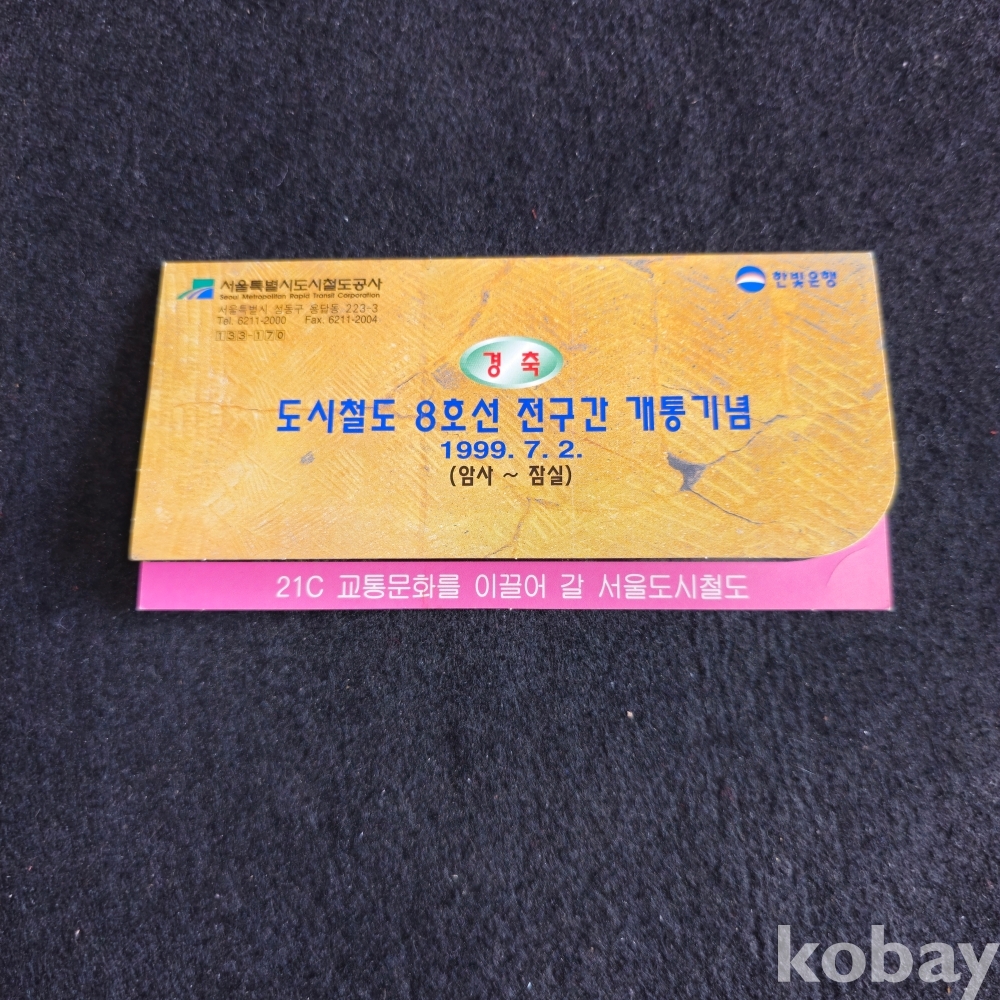 서울특별시도시철도공사
Seoul Metropolitan Rapid Transit Corporation
서울특별시 성동구 용답동 223-3
Tel. 6211-2000 Fax. 6211-2004
133-170
한빛은행
경축
도시철도 8호선 전구간 개통기념
1999. 7. 2.
(암사 ~ 잠실)
21C 교통문화를 이끌어 갈 서울도시철도
kobay